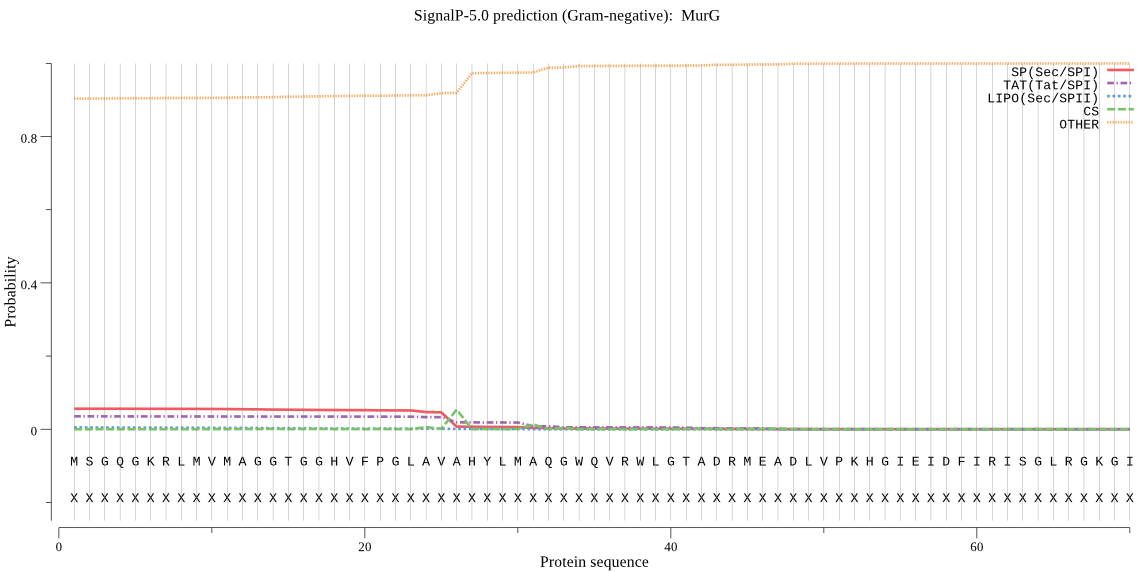 SignalP-5.0 prediction (Gram-negative): MurG
SP(Sec/SPI)
TAT(Tat/SPI)
LIPO(Sec/SPII)
CS
OTHER
0.8
0.4
0
Probability
M S G Q G K R L M V M A G G T G G H V F P G L A V A H Y L M A Q G W Q V R W L G T A D R M E A D L V P K H G I E I D F I R I S G L R G K G I
X X X X X X X X X X X X X X X X X X X X X X X X X X X X X X X X X X X X X X X X X X X X X X X X X X X X X X X X X X X X X X X X X X X X X X
0 20 40 60
Protein sequence